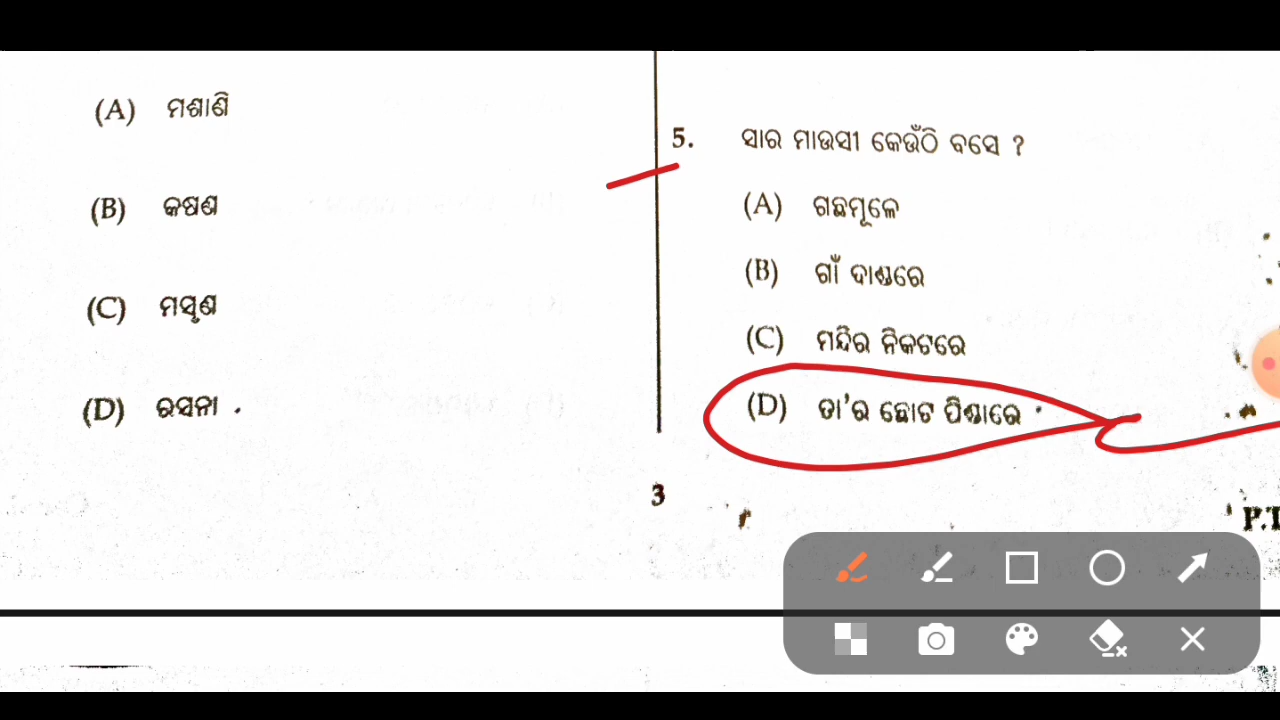 (A) ମଶାଣି
(B) କଷଣ
(C) ମସୃଣ
(D) ରସନା .
5. ସାର ମାଉସୀ କେଉଁଠି ବସେ ?
(A) ଗଛମୂଳେ
(B) ଗାଁ ଦାଣ୍ଡରେ
(C) ମନ୍ଦିର ନିକଟରେ
(D) ତା'ର ଛୋଟ ପିଣ୍ଡାରେ
3